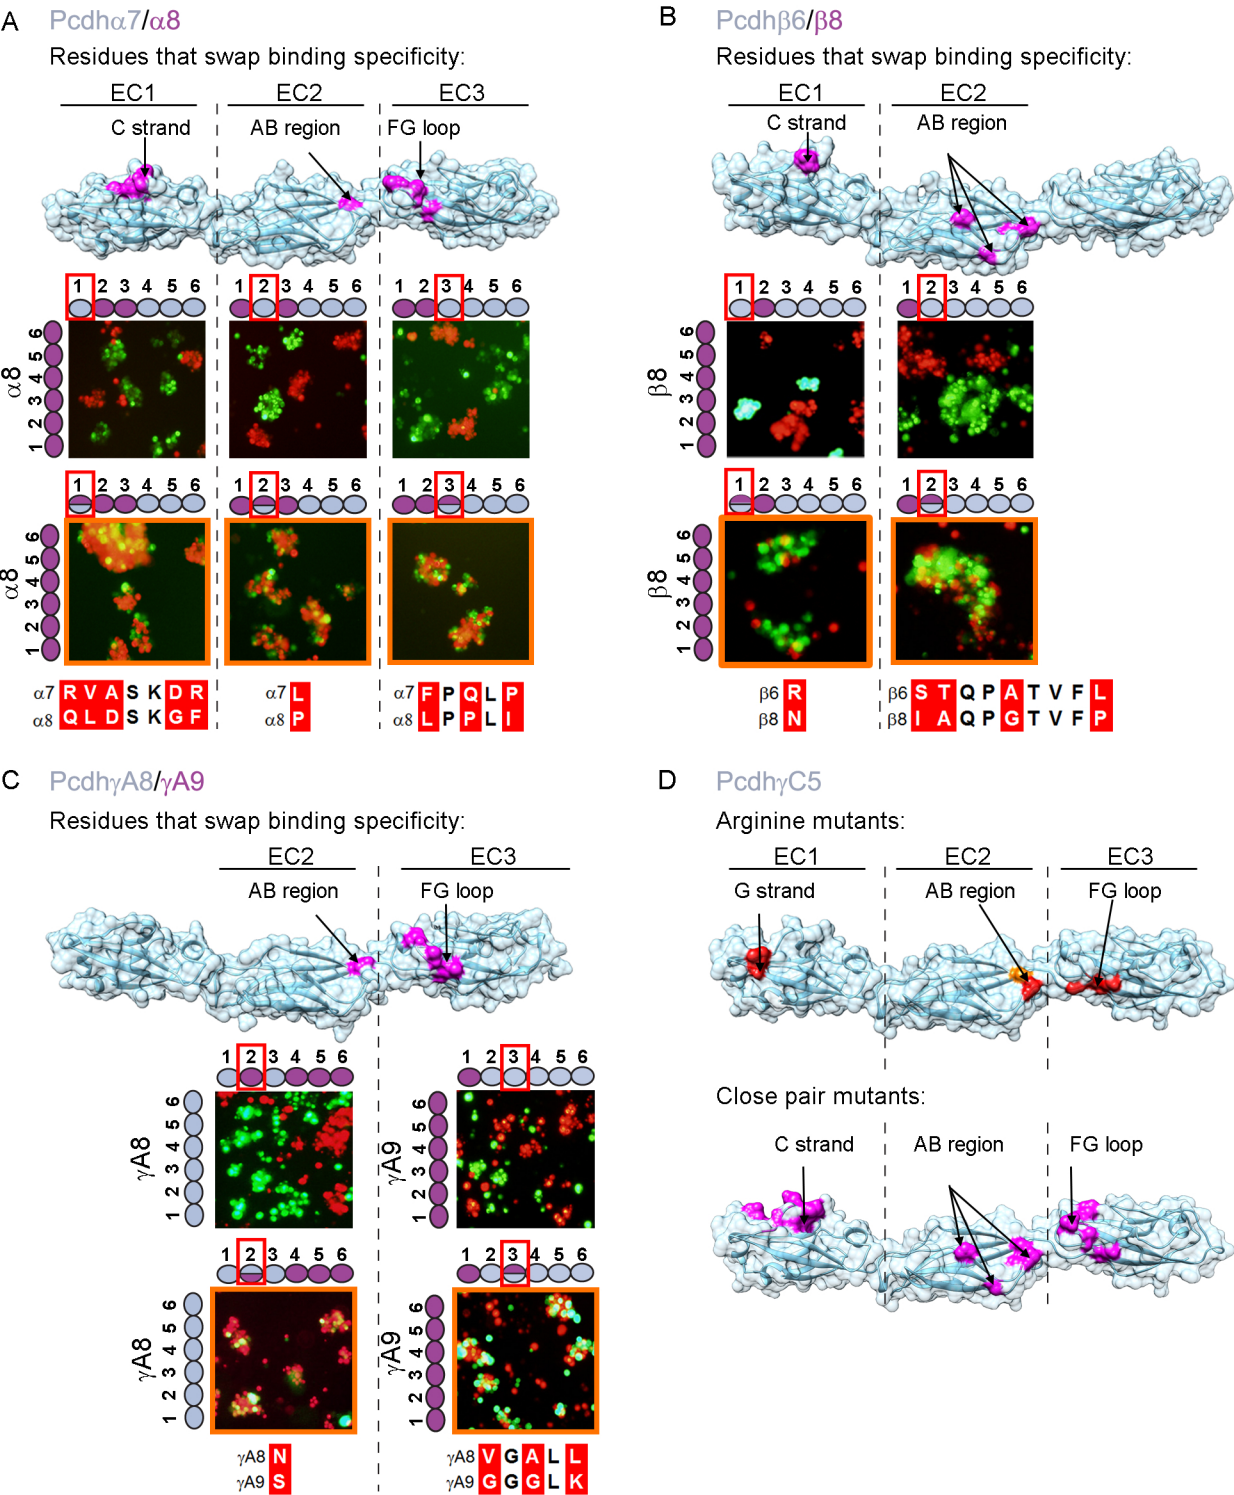 A Pcdhα7/α8
Residues that swap binding specificity:
EC1 EC2 EC3
C strand AB region FG loop
1 2 3 4 5 6 1 2 3 4 5 6 1 2 3 4 5 6
α8 1 2 3 4 5 6
1 2 3 4 5 6 1 2 3 4 5 6 1 2 3 4 5 6
α8 1 2 3 4 5 6
α7 R V A S K D R
α8 Q L D S K G F
α7 L
α8 P
α7 F P Q L P
α8 L P P L I
B Pcdhβ6/β8
Residues that swap binding specificity:
EC1 EC2
C strand AB region
1 2 3 4 5 6 1 2 3 4 5 6
β8 1 2 3 4 5 6
1 2 3 4 5 6 1 2 3 4 5 6
β8 1 2 3 4 5 6
β6 R
β8 N
β6 S T Q P A T V F L
β8 I A Q P G T V F P
C PcdhγA8/γA9
Residues that swap binding specificity:
EC2 EC3
AB region FG loop
1 2 3 4 5 6 1 2 3 4 5 6
γA8 1 2 3 4 5 6
γA9 1 2 3 4 5 6
1 2 3 4 5 6 1 2 3 4 5 6
γA8 1 2 3 4 5 6
γA9 1 2 3 4 5 6
γA8 N
γA9 S
γA8 V G A L L
γA9 G G G L K
D PcdhγC5
Arginine mutants:
EC1 EC2 EC3
G strand AB region FG loop
Close pair mutants:
C strand AB region FG loop